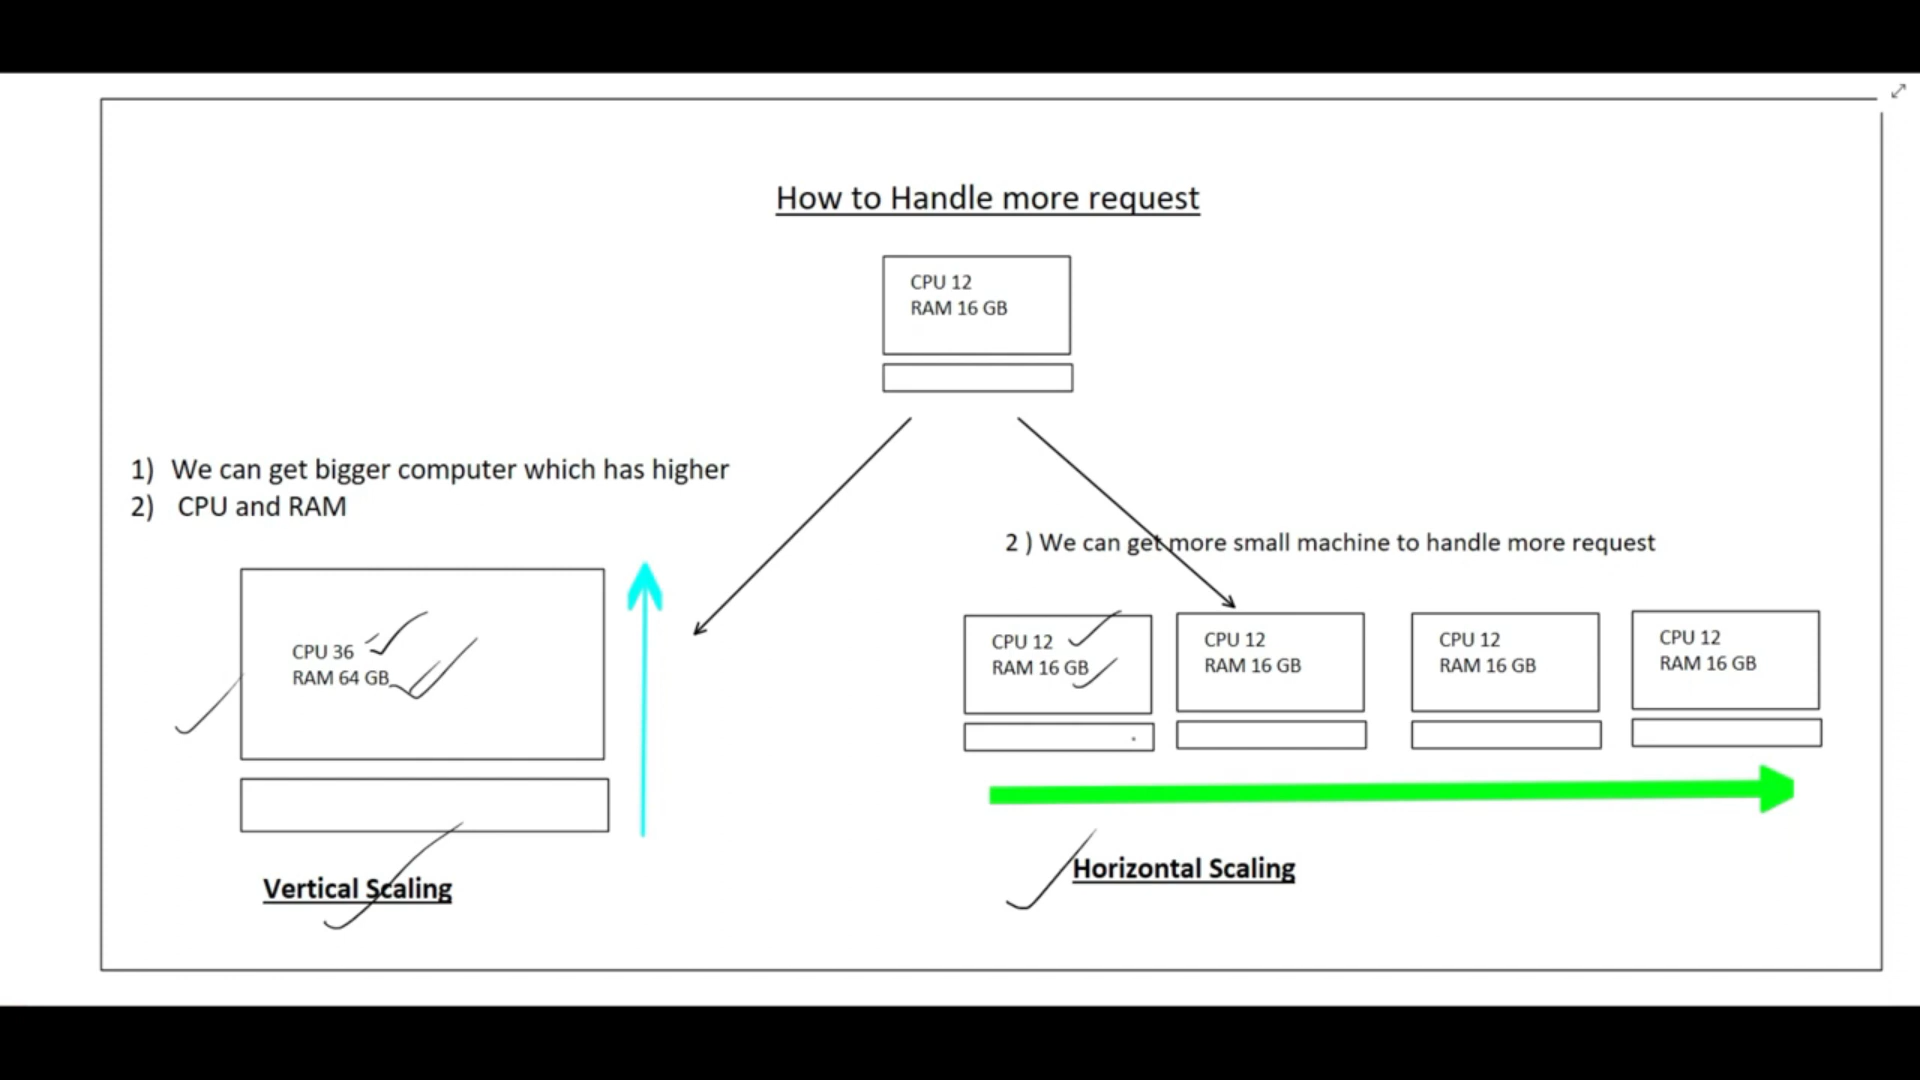 How to Handle more request
CPU 12
RAM 16 GB
1) We can get bigger computer which has higher
2) CPU and RAM
2 ) We can get more small machine to handle more request
CPU 36
RAM 64 GB
CPU 12
RAM 16 GB
CPU 12
RAM 16 GB
CPU 12
RAM 16 GB
CPU 12
RAM 16 GB
Vertical Scaling
Horizontal Scaling